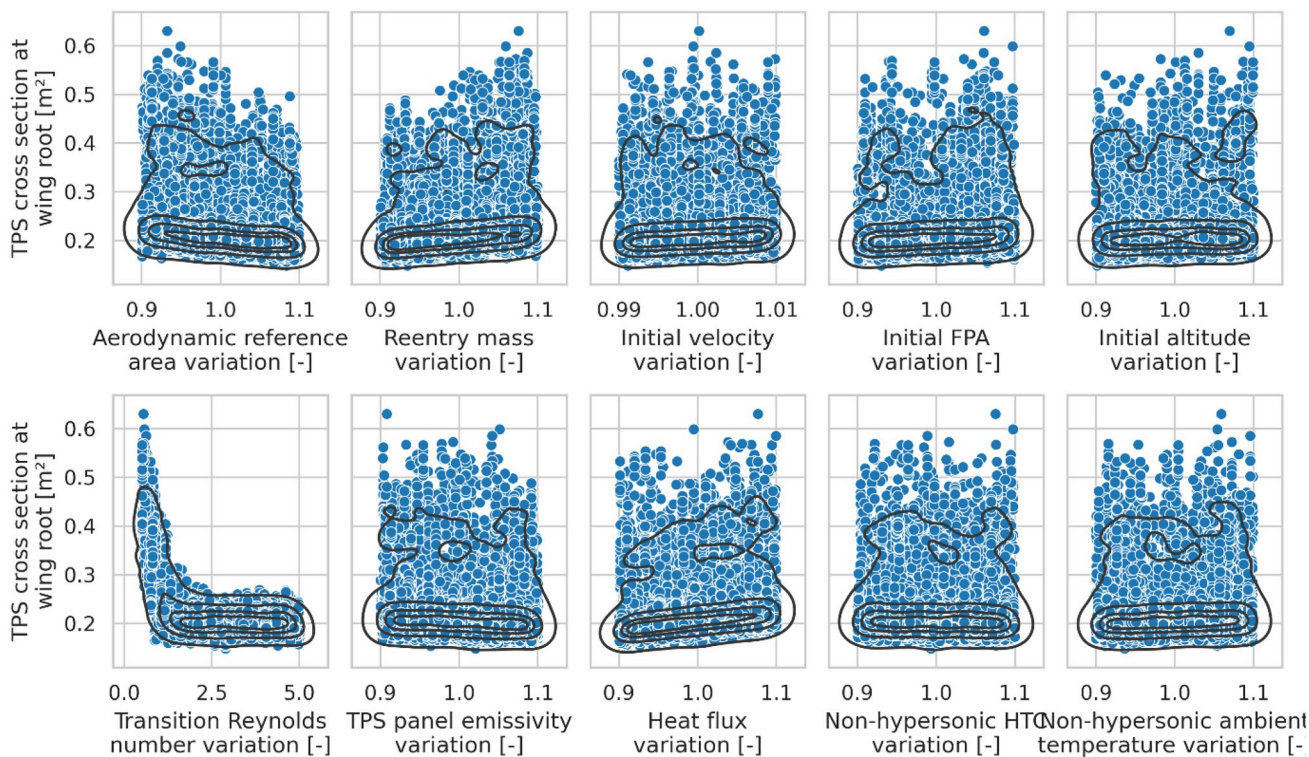 TPS cross section at
wing root [m²]
0.6
0.5
0.4
0.3
0.2
0.9 1.0 1.1
Aerodynamic reference
area variation [-]
0.9 1.0 1.1
Reentry mass
variation [-]
0.99 1.00 1.01
Initial velocity
variation [-]
0.9 1.0 1.1
Initial FPA
variation [-]
0.9 1.0 1.1
Initial altitude
variation [-]
TPS cross section at
wing root [m²]
0.6
0.5
0.4
0.3
0.2
0.0 2.5 5.0
Transition Reynolds
number variation [-]
0.9 1.0 1.1
TPS panel emissivity
variation [-]
0.9 1.0 1.1
Heat flux
variation [-]
0.9 1.0 1.1
Non-hypersonic HTC
variation [-]
0.9 1.0 1.1
Non-hypersonic ambient
temperature variation [-